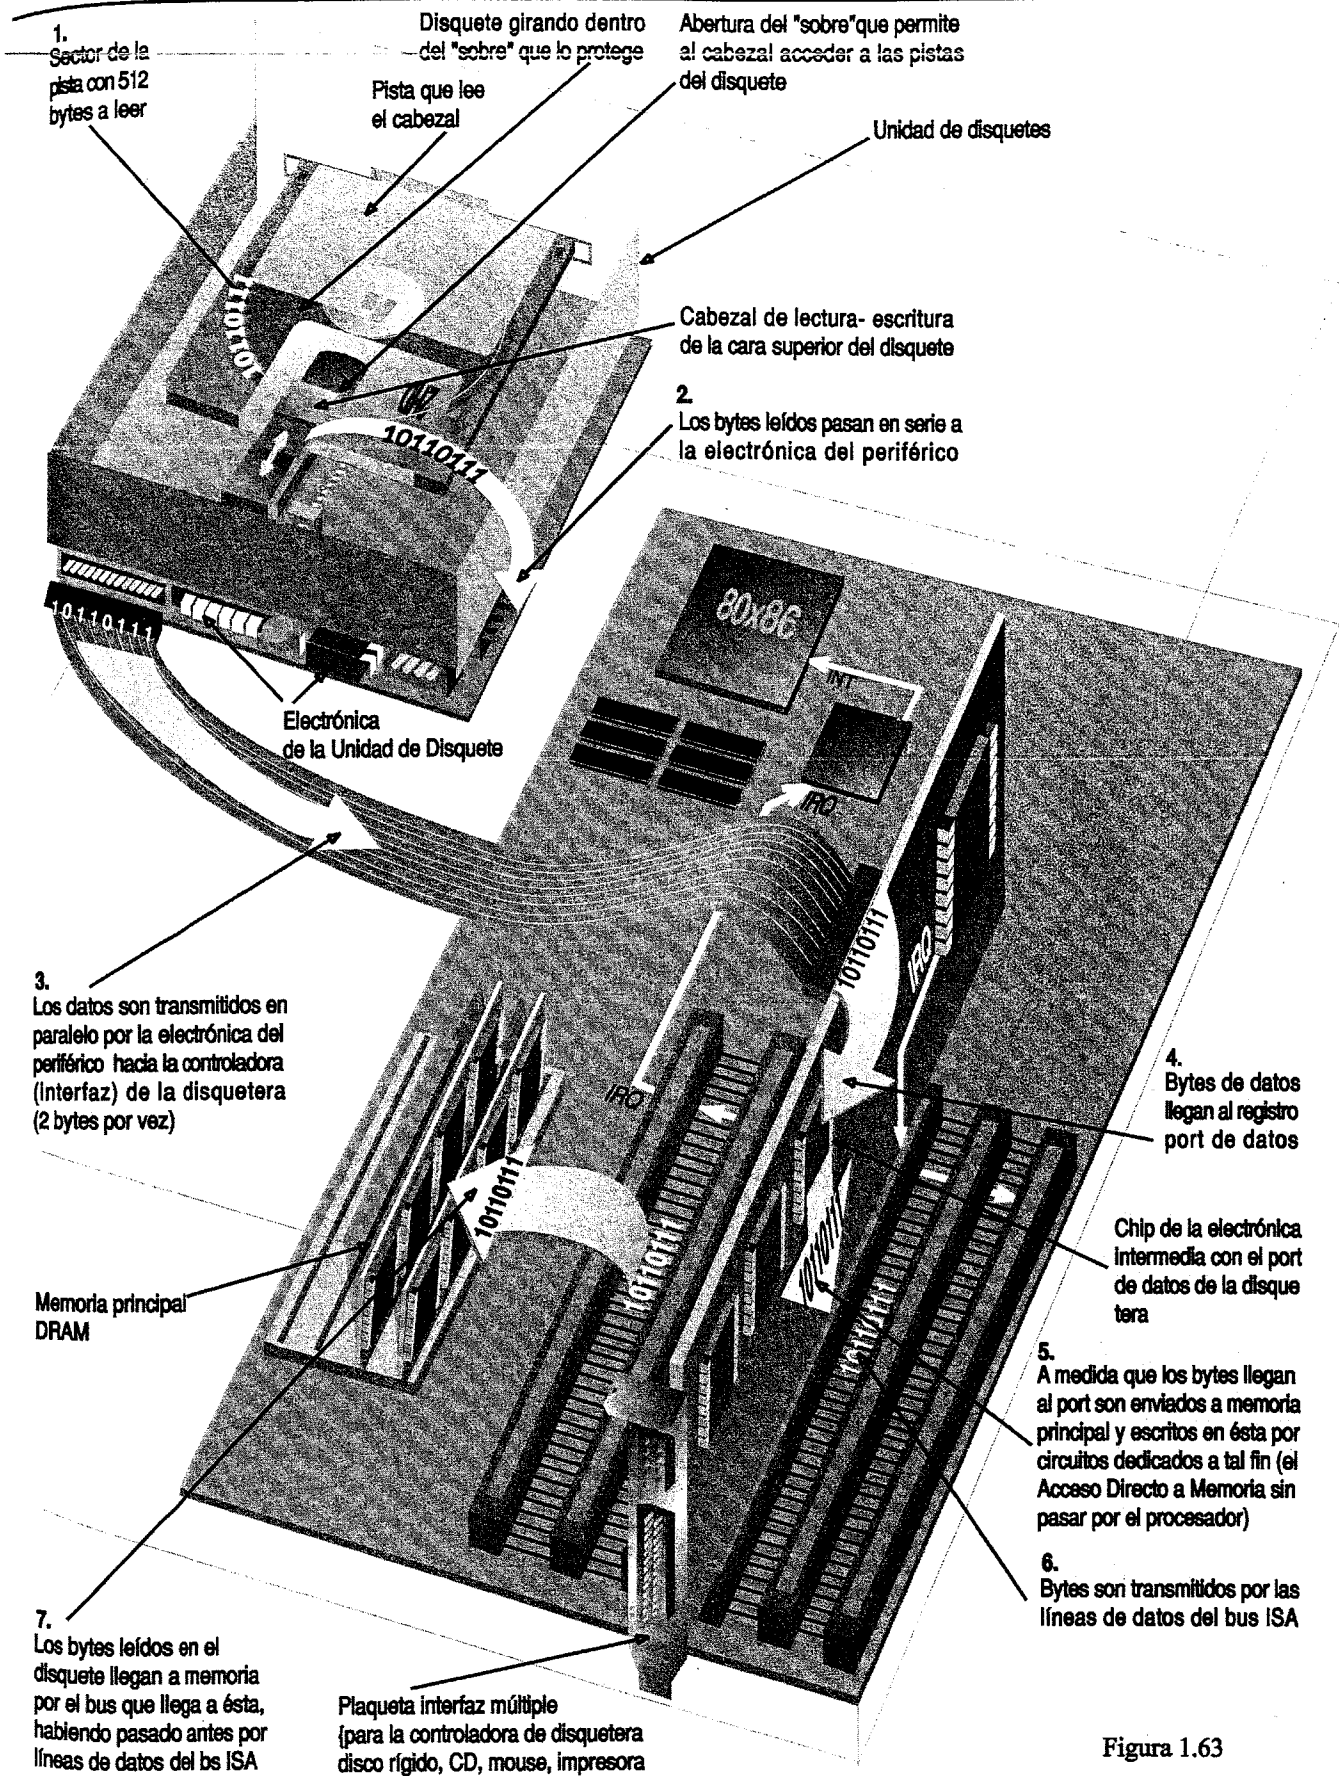 1.
Sector de la
pista con 512
bytes a leer
Disquete girando dentro
del "sobre" que lo protege
Pista que lee
el cabezal
Abertura del "sobre"que permite
al cabezal acceder a las pistas
del disquete
Unidad de disquetes
Cabezal de lectura- escritura
de la cara superior del disquete
2.
Los bytes leídos pasan en serie a
la electrónica del periférico
10110111
10110111
10110111
Electrónica
de la Unidad de Disquete
80x86
INT
IRQ
10110111
IRQ
3.
Los datos son transmitidos en
paralelo por la electrónica del
periférico hacia la controladora
(interfaz) de la disquetera
(2 bytes por vez)
IRQ
4.
Bytes de datos
llegan al registro
port de datos
10110111
10110111
10110111
10110111
Chip de la electrónica
intermedia con el port
de datos de la disque
tera
Memoria principal
DRAM
5.
A medida que los bytes llegan
al port son enviados a memoria
principal y escritos en ésta por
circuitos dedicados a tal fin (el
Acceso Directo a Memoria sin
pasar por el procesador)
6.
Bytes son transmitidos por las
líneas de datos del bus ISA
7.
Los bytes leídos en el
disquete llegan a memoria
por el bus que llega a ésta,
habiendo pasado antes por
líneas de datos del bs ISA
Plaqueta interfaz múltiple
(para la controladora de disquetera
disco rígido, CD, mouse, impresora
Figura 1.63